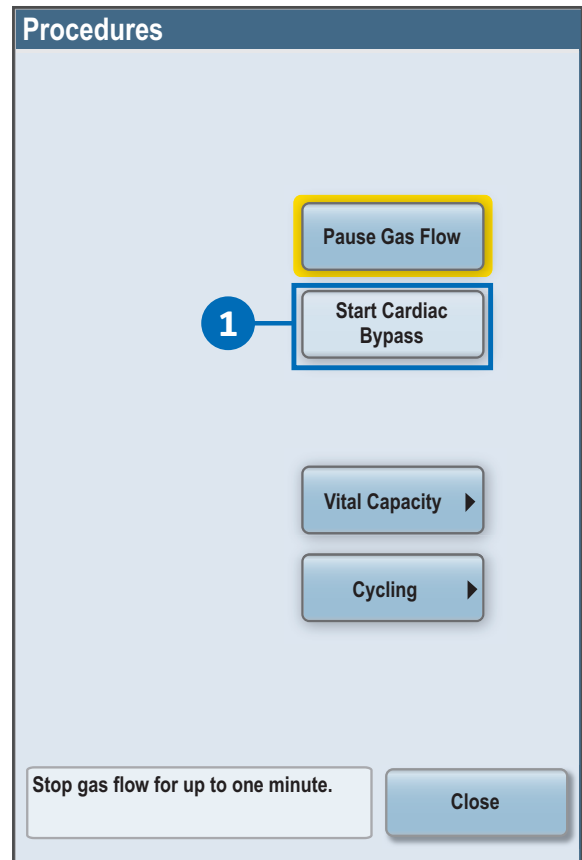 Procedures
Pause Gas Flow
1
Start Cardiac
Bypass
Vital Capacity
Cycling
Stop gas flow for up to one minute.
Close